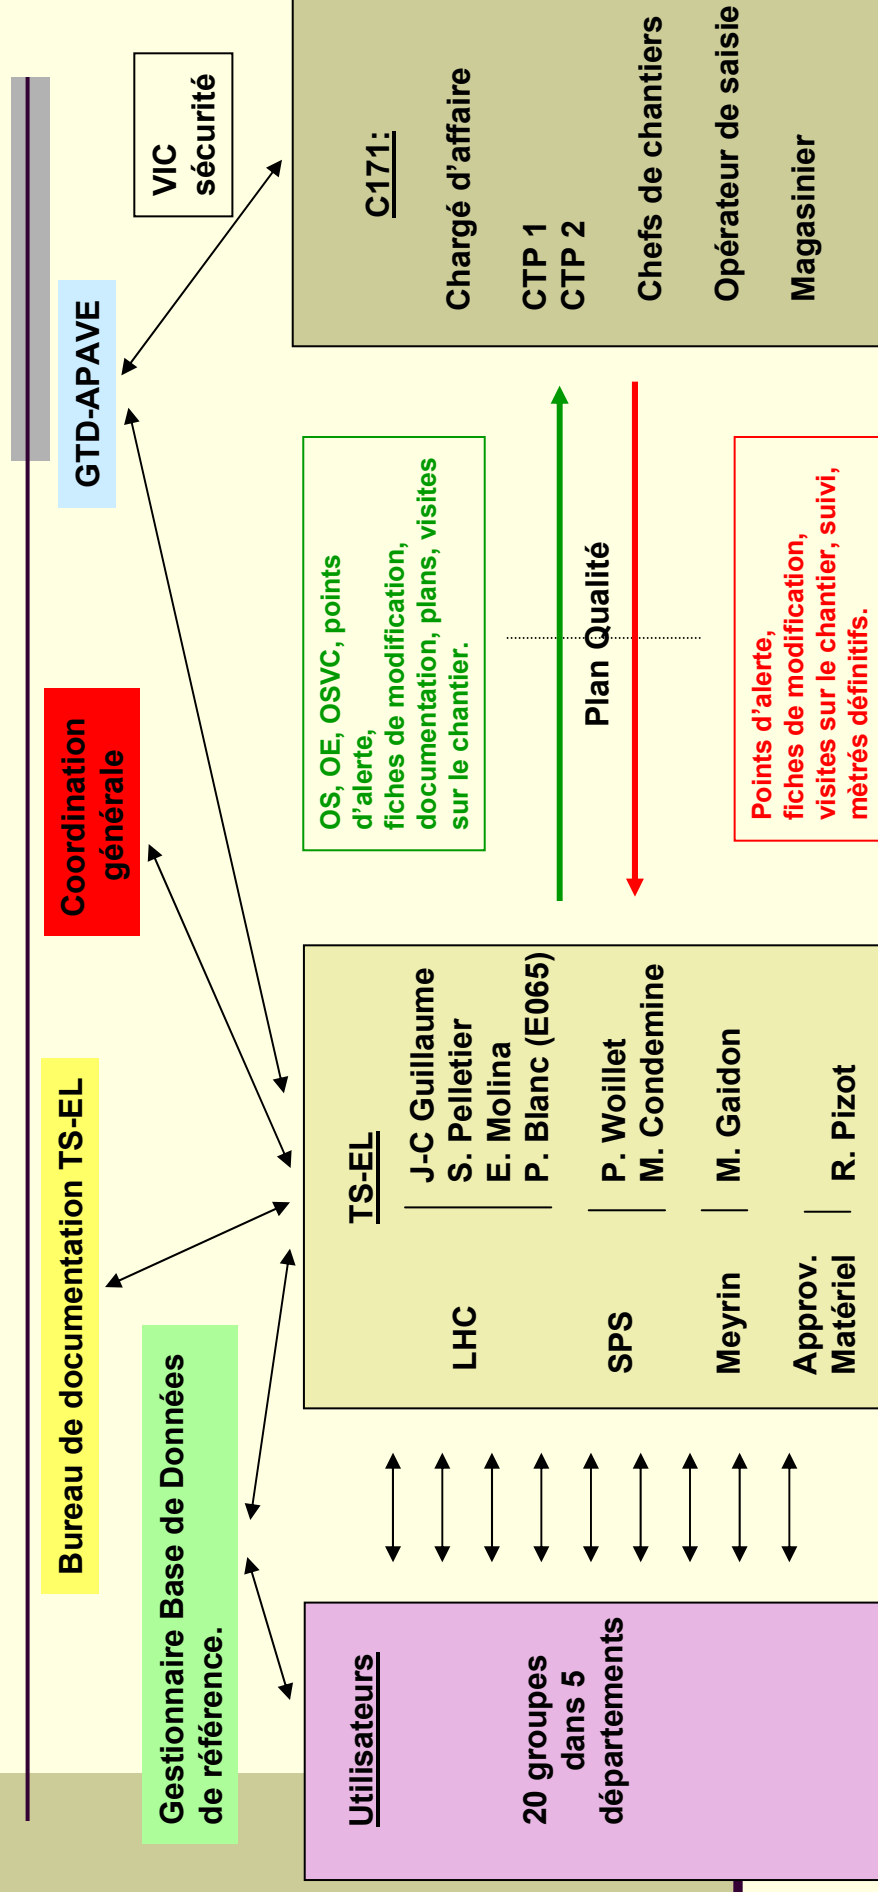 Bureau de documentation TS-EL
Coordination
générale
GTD-APAVE
VIC
sécurité
Gestionnaire Base de Données
de référence.
Utilisateurs
20 groupes
dans 5
départements
TS-EL
LHC
J-C Guillaume
S. Pelletier
E. Molina
P. Blanc (E065)
SPS
P. Woillet
M. Condemine
Meyrin
M. Gaidon
Approv.
Matériel
R. Pizot
OS, OE, OSVC, points
d’alerte,
fiches de modification,
documentation, plans, visites
sur le chantier.
Plan Qualité
Points d’alerte,
fiches de modification,
visites sur le chantier, suivi,
mètrés définitifs.
C171:
Chargé d’affaire
CTP 1
CTP 2
Chefs de chantiers
Opérateur de saisie
Magasinier